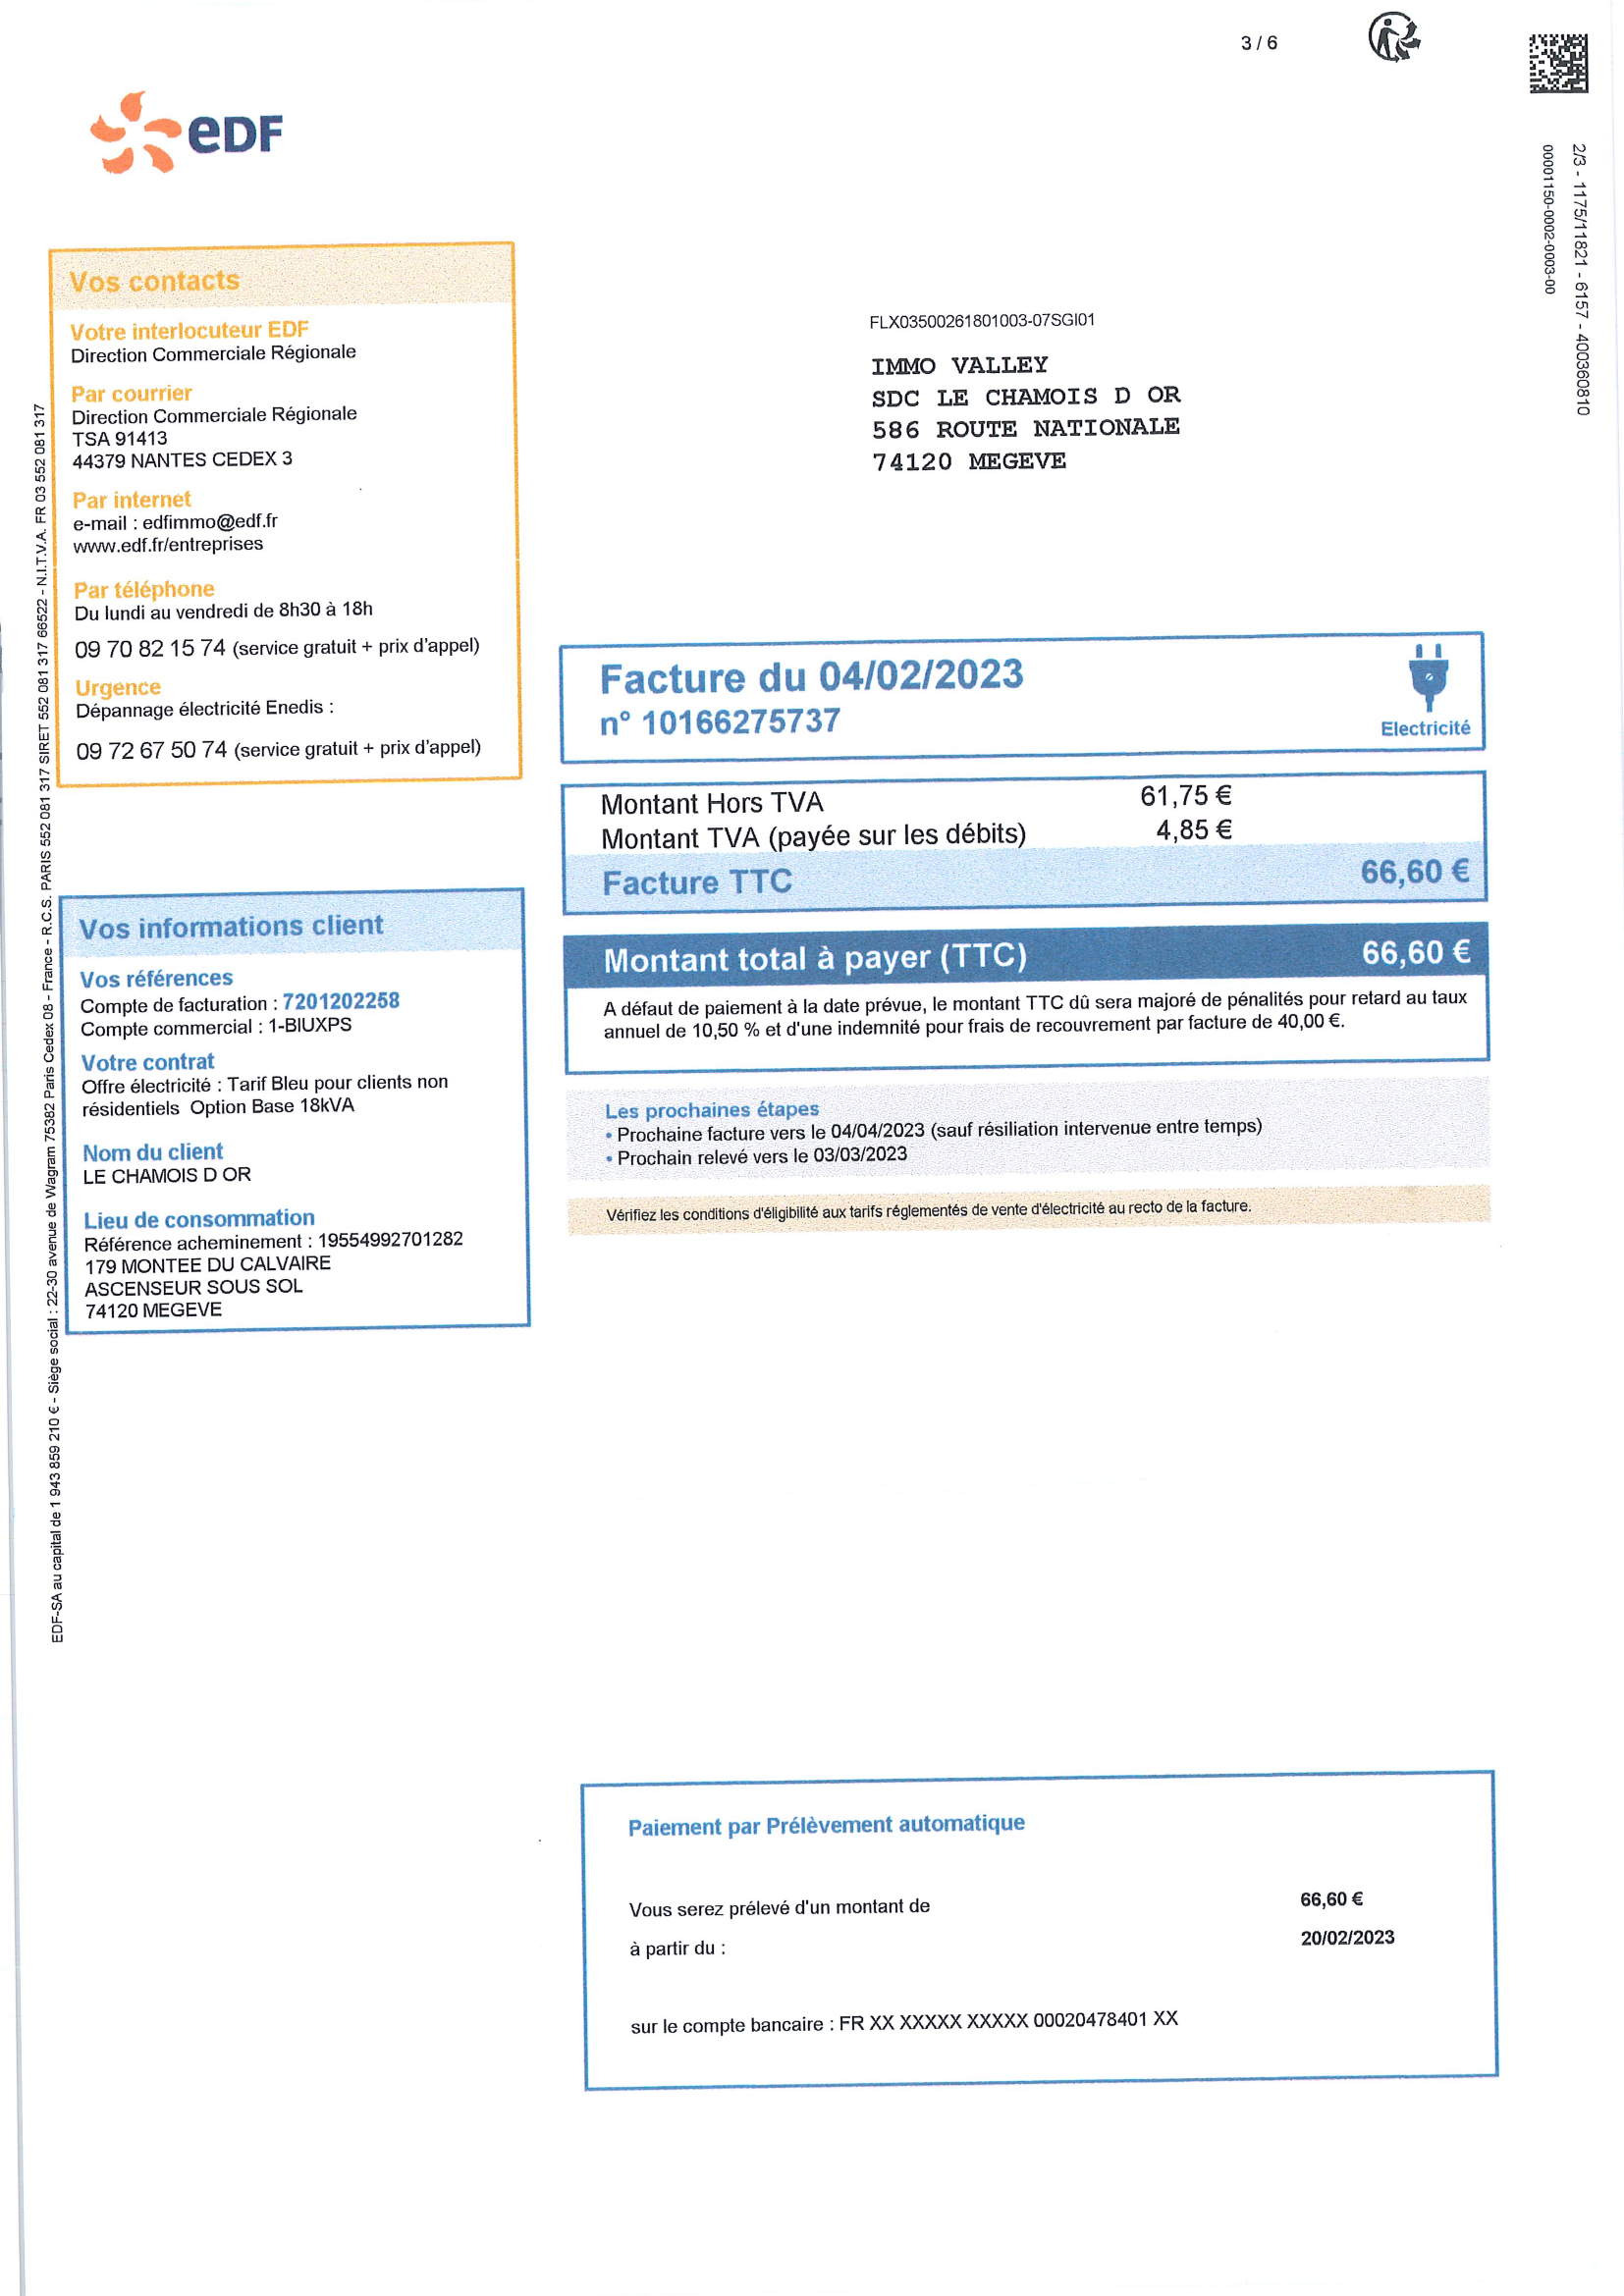 3 / 6
2/3 - 1175/11821 - 6157 - 400360810
00001150-0002-0003-00
eDF
Vos contacts
Votre interlocuteur EDF
Direction Commerciale Régionale
Par courrier
Direction Commerciale Régionale
TSA 91413
44379 NANTES CEDEX 3
Par internet
e-mail : edfimmo@edf.fr
www.edf.fr/entreprises
Par téléphone
Du lundi au vendredi de 8h30 à 18h
09 70 82 15 74 (service gratuit + prix d'appel)
Urgence
Dépannage électricité Enedis :
09 72 67 50 74 (service gratuit + prix d'appel)
FLX03500261801003-07SGI01
IMMO VALLEY
SDC LE CHAMOIS D OR
586 ROUTE NATIONALE
74120 MEGEVE
Facture du 04/02/2023
n° 10166275737
Electricité
Montant Hors TVA 61,75 €
Montant TVA (payée sur les débits) 4,85 €
Facture TTC 66,60 €
Montant total à payer (TTC) 66,60 €
A défaut de paiement à la date prévue, le montant TTC dû sera majoré de pénalités pour retard au taux
annuel de 10,50 % et d'une indemnité pour frais de recouvrement par facture de 40,00 €.
Les prochaines étapes
• Prochaine facture vers le 04/04/2023 (sauf résiliation intervenue entre temps)
• Prochain relevé vers le 03/03/2023
Vérifiez les conditions d'éligibilité aux tarifs réglementés de vente d'électricité au recto de la facture.
Vos informations client
Vos références
Compte de facturation : 7201202258
Compte commercial : 1-BIUXPS
Votre contrat
Offre électricité : Tarif Bleu pour clients non
résidentiels Option Base 18kVA
Nom du client
LE CHAMOIS D OR
Lieu de consommation
Référence acheminement : 19554992701282
179 MONTEE DU CALVAIRE
ASCENSEUR SOUS SOL
74120 MEGEVE
EDF-SA au capital de 1 943 859 210 € - Siège social : 22-30 avenue de Wagram 75382 Paris Cedex 08 - France - R.C.S. PARIS 552 081 317 SIRET 552 081 317 66522 - N.I.T.V.A. FR 03 552 081 317
Paiement par Prélèvement automatique
Vous serez prélevé d'un montant de 66,60 €
à partir du : 20/02/2023
sur le compte bancaire : FR XX XXXXX XXXXX 00020478401 XX